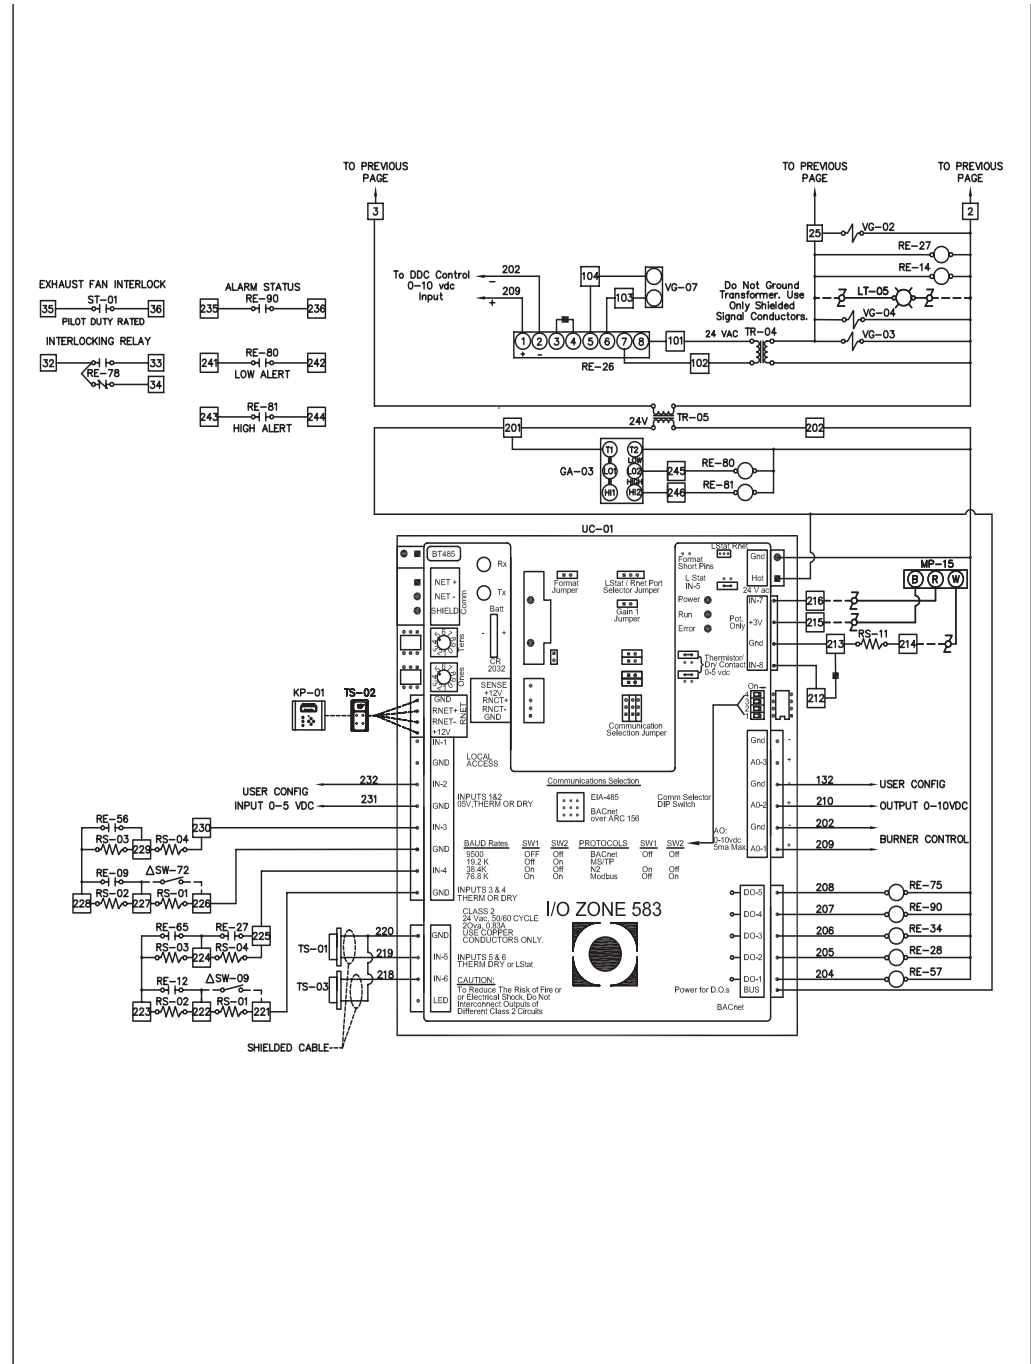 TO PREVIOUS
PAGE
TO PREVIOUS
PAGE
TO PREVIOUS
PAGE
3
2
25
VG-02
RE-27
RE-14
LT-05
VG-04
VG-03
To DDC Control
0-10 vdc
Input
202
−
209
+
104
103
VG-07
Do Not Ground
Transformer. Use
Only Shielded
Signal Conductors.
1 2 3 4 5 6 7 8
+ −
RE-26
101
24 VAC
TR-04
102
EXHAUST FAN INTERLOCK
ST-01
35
36
PILOT DUTY RATED
INTERLOCKING RELAY
32
33
RE-78
34
ALARM STATUS
RE-90
235
236
RE-80
241
242
LOW ALERT
RE-81
243
244
HIGH ALERT
24V
TR-05
201
202
GA-03
T1 T2
LOW
LO1 LO2
HIGH
HI1 HI2
245
RE-80
246
RE-81
UC-01
BT485
NET +
NET -
SHIELD
Comm
Rx
Tx
Batt
- +
CR
2032
Tens
Ones
Format
Jumper
LStat / Rnet Port
Selector Jumper
Gain 1
Jumper
LStat Rnet
Format
Short Pins
L Stat
IN-5
Power
Run
Error
Gnd
Hot
24 V ac
IN-7
+3V
Gnd
IN-8
Pot.
Only
Thermistor/
Dry Contact
0-5 vdc
MP-15
B R W
216
215
213
RS-11
214
212
SENSE
+12V
RNCT+
RNCT-
GND
Communication
Selection Jumper
On
4
3
2
1
KP-01
TS-02
GND
RNET+
RNET-
+12V
RNET
IN-1
GND
IN-2
GND
IN-3
GND
IN-4
GND
LOCAL
ACCESS
INPUTS 1&2
05V,THERM OR DRY
INPUTS 3 & 4
THERM OR DRY
232
USER CONFIG
INPUT 0-5 VDC
231
Communications Selection
EIA-485
BACnet
over ARC 156
Comm Selector
DIP Switch
BAUD Rates SW1 SW2 PROTOCOLS SW1 SW2
9500 OFF Off BACnet Off Off
19.2 K Off On MS/TP
38.4K On Off N2 On Off
76.8 K On On Modbus Off On
AO:
0-10vdc
5ma Max.
Gnd -
A0-3 +
Gnd -
A0-2 +
Gnd -
A0-1 +
132
USER CONFIG
210
OUTPUT 0-10VDC
202
BURNER CONTROL
209
RE-56
230
RS-03
RS-04
229
RE-09
△SW-72
RS-02
RS-01
228
227
226
RE-65
RE-27
225
RS-03
RS-04
224
RE-12
△SW-09
RS-02
RS-01
223
222
221
CLASS 2
24 Vac, 50/60 CYCLE
20va, 0.83A
USE COPPER
CONDUCTORS ONLY.
I/O ZONE 583
GND
IN-5
IN-6
LED
INPUTS 5 & 6
THERM DRY or LStat
CAUTION:
To Reduce The Risk of Fire or
or Electrical Shock, Do Not
Interconnect Outputs of
Different Class 2 Circuits
TS-01
220
219
TS-03
218
SHIELDED CABLE
DO-5
DO-4
DO-3
DO-2
DO-1
BUS
Power for D.O.s
BACnet
208
RE-75
207
RE-90
206
RE-34
205
RE-28
204
RE-57